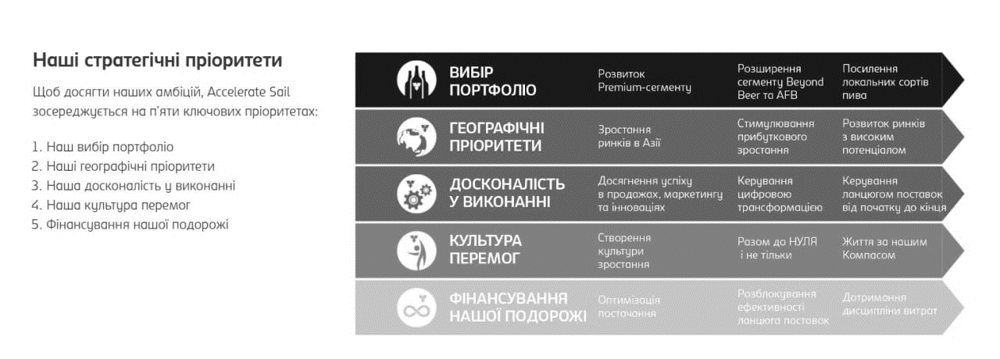 Наші стратегічні пріоритети
Щоб досягти наших амбіцій, Accelerate Sail
зосереджується на п'яти ключових пріоритетах:
1. Наш вибір портфоліо
2. Наші географічні пріоритети
3. Наша досконалість у виконанні
4. Наша культура перемог
5. Фінансування нашої подорожі
ВИБІР
ПОРТФОЛІО
Розвиток
Premium-сегменту
Розширення
сегменту Beyond
Beer та AFB
Посилення
локальних сортів
пива
ГЕОГРАФІЧНІ
ПРІОРИТЕТИ
Зростання
ринків в Азії
Стимулювання
прибуткового
зростання
Розвиток ринків
з високим
потенціалом
ДОСКОНАЛІСТЬ
У ВИКОНАННІ
Досягнення успіху
в продажах, маркетингу
та інноваціях
Керування
цифровою
трансформацією
Керування
ланцюгом поставок
від початку до кінця
КУЛЬТУРА
ПЕРЕМОГ
Створення
культури
зростання
Разом до НУЛЯ
і не тільки
Життя за нашим
Компасом
ФІНАНСУВАННЯ
НАШОЇ ПОДОРОЖІ
Оптимізація
постачання
Розблокування
ефективності
ланцюга поставок
Дотримання
дисципліни витрат